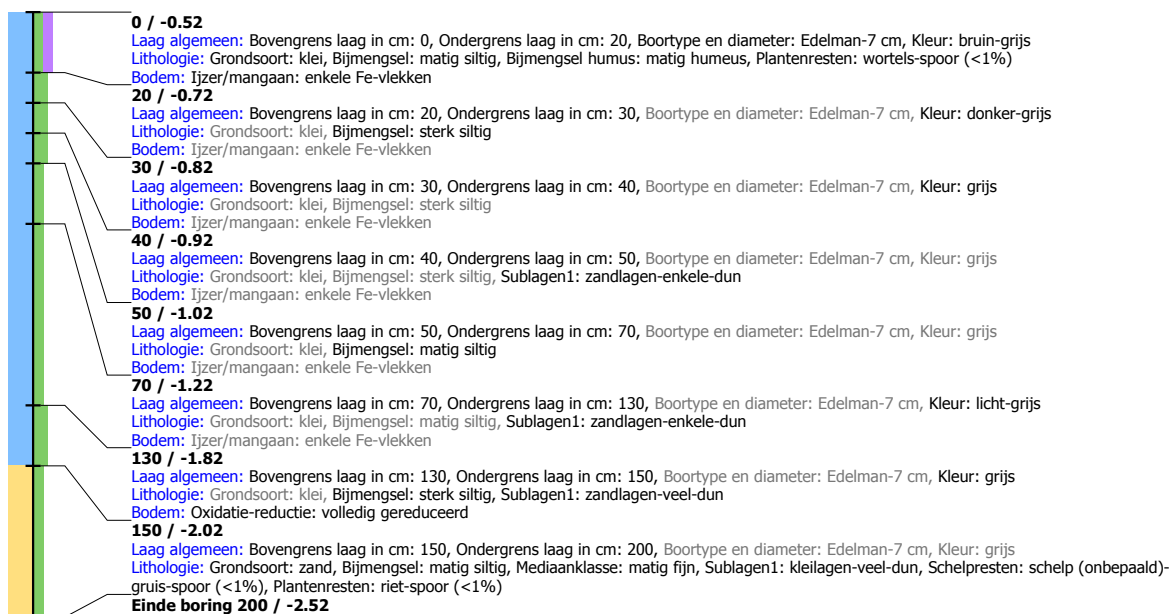 0 / -0.52
Laag algemeen: Bovengrens laag in cm: 0, Ondergrens laag in cm: 20, Boortype en diameter: Edelman-7 cm, Kleur: bruin-grijs
Lithologie: Grondsoort: klei, Bijmengsel: matig siltig, Bijmengsel humus: matig humeus, Plantenresten: wortels-spoor (<1%)
Bodem: Ijzer/mangaan: enkele Fe-vlekken
20 / -0.72
Laag algemeen: Bovengrens laag in cm: 20, Ondergrens laag in cm: 30, Boortype en diameter: Edelman-7 cm, Kleur: donker-grijs
Lithologie: Grondsoort: klei, Bijmengsel: sterk siltig
Bodem: Ijzer/mangaan: enkele Fe-vlekken
30 / -0.82
Laag algemeen: Bovengrens laag in cm: 30, Ondergrens laag in cm: 40, Boortype en diameter: Edelman-7 cm, Kleur: grijs
Lithologie: Grondsoort: klei, Bijmengsel: sterk siltig
Bodem: Ijzer/mangaan: enkele Fe-vlekken
40 / -0.92
Laag algemeen: Bovengrens laag in cm: 40, Ondergrens laag in cm: 50, Boortype en diameter: Edelman-7 cm, Kleur: grijs
Lithologie: Grondsoort: klei, Bijmengsel: sterk siltig, Sublagen1: zandlagen-enkele-dun
Bodem: Ijzer/mangaan: enkele Fe-vlekken
50 / -1.02
Laag algemeen: Bovengrens laag in cm: 50, Ondergrens laag in cm: 70, Boortype en diameter: Edelman-7 cm, Kleur: grijs
Lithologie: Grondsoort: klei, Bijmengsel: matig siltig
Bodem: Ijzer/mangaan: enkele Fe-vlekken
70 / -1.22
Laag algemeen: Bovengrens laag in cm: 70, Ondergrens laag in cm: 130, Boortype en diameter: Edelman-7 cm, Kleur: licht-grijs
Lithologie: Grondsoort: klei, Bijmengsel: matig siltig, Sublagen1: zandlagen-enkele-dun
Bodem: Ijzer/mangaan: enkele Fe-vlekken
130 / -1.82
Laag algemeen: Bovengrens laag in cm: 130, Ondergrens laag in cm: 150, Boortype en diameter: Edelman-7 cm, Kleur: grijs
Lithologie: Grondsoort: klei, Bijmengsel: sterk siltig, Sublagen1: zandlagen-veel-dun
Bodem: Oxidatie-reductie: volledig gereduceerd
150 / -2.02
Laag algemeen: Bovengrens laag in cm: 150, Ondergrens laag in cm: 200, Boortype en diameter: Edelman-7 cm, Kleur: grijs
Lithologie: Grondsoort: zand, Bijmengsel: matig siltig, Mediaanklasse: matig fijn, Sublagen1: kleilagen-veel-dun, Schelpresten: schelp (onbepaald)-
gruis-spoor (<1%), Plantenresten: riet-spoor (<1%)
Einde boring 200 / -2.52